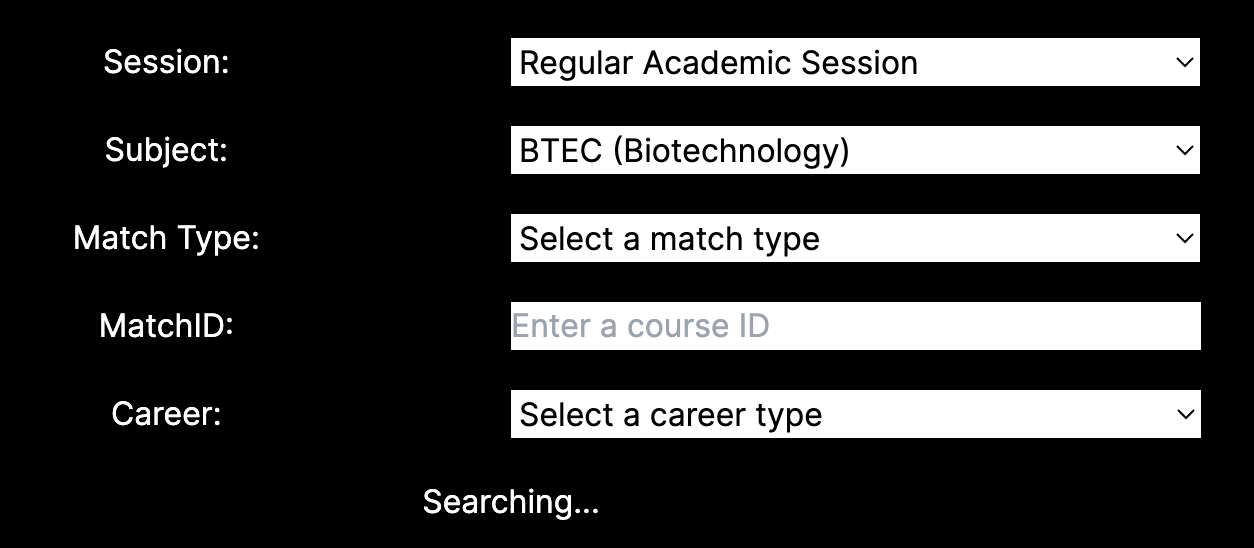 Session: Regular Academic Session
Subject: BTEC (Biotechnology)
Match Type: Select a match type
MatchID: Enter a course ID
Career: Select a career type
Searching...